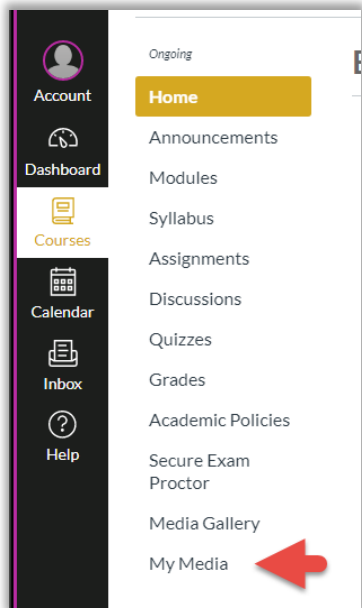 Account
Dashboard
Courses
Calendar
Inbox
Help
Ongoing
Home
Announcements
Modules
Syllabus
Assignments
Discussions
Quizzes
Grades
Academic Policies
Secure Exam
Proctor
Media Gallery
My Media